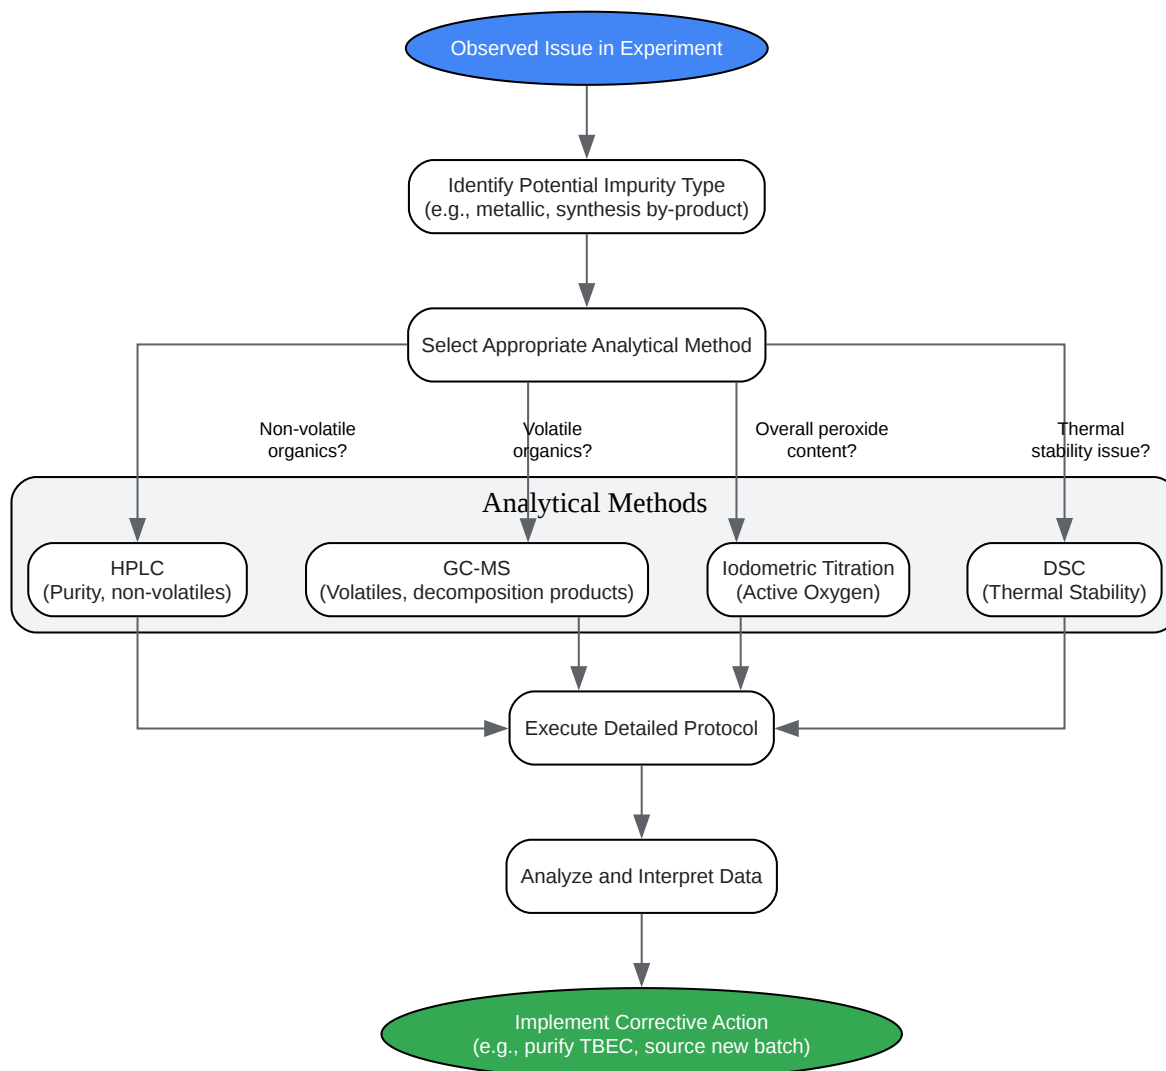 Observed Issue in Experiment
Identify Potential Impurity Type
(e.g., metallic, synthesis by-product)
Select Appropriate Analytical Method
Non-volatile
organics?
Volatile
organics?
Overall peroxide
content?
Thermal
stability issue?
Analytical Methods
HPLC
(Purity, non-volatiles)
GC-MS
(Volatiles, decomposition products)
Iodometric Titration
(Active Oxygen)
DSC
(Thermal Stability)
Execute Detailed Protocol
Analyze and Interpret Data
Implement Corrective Action
(e.g., purify TBEC, source new batch)